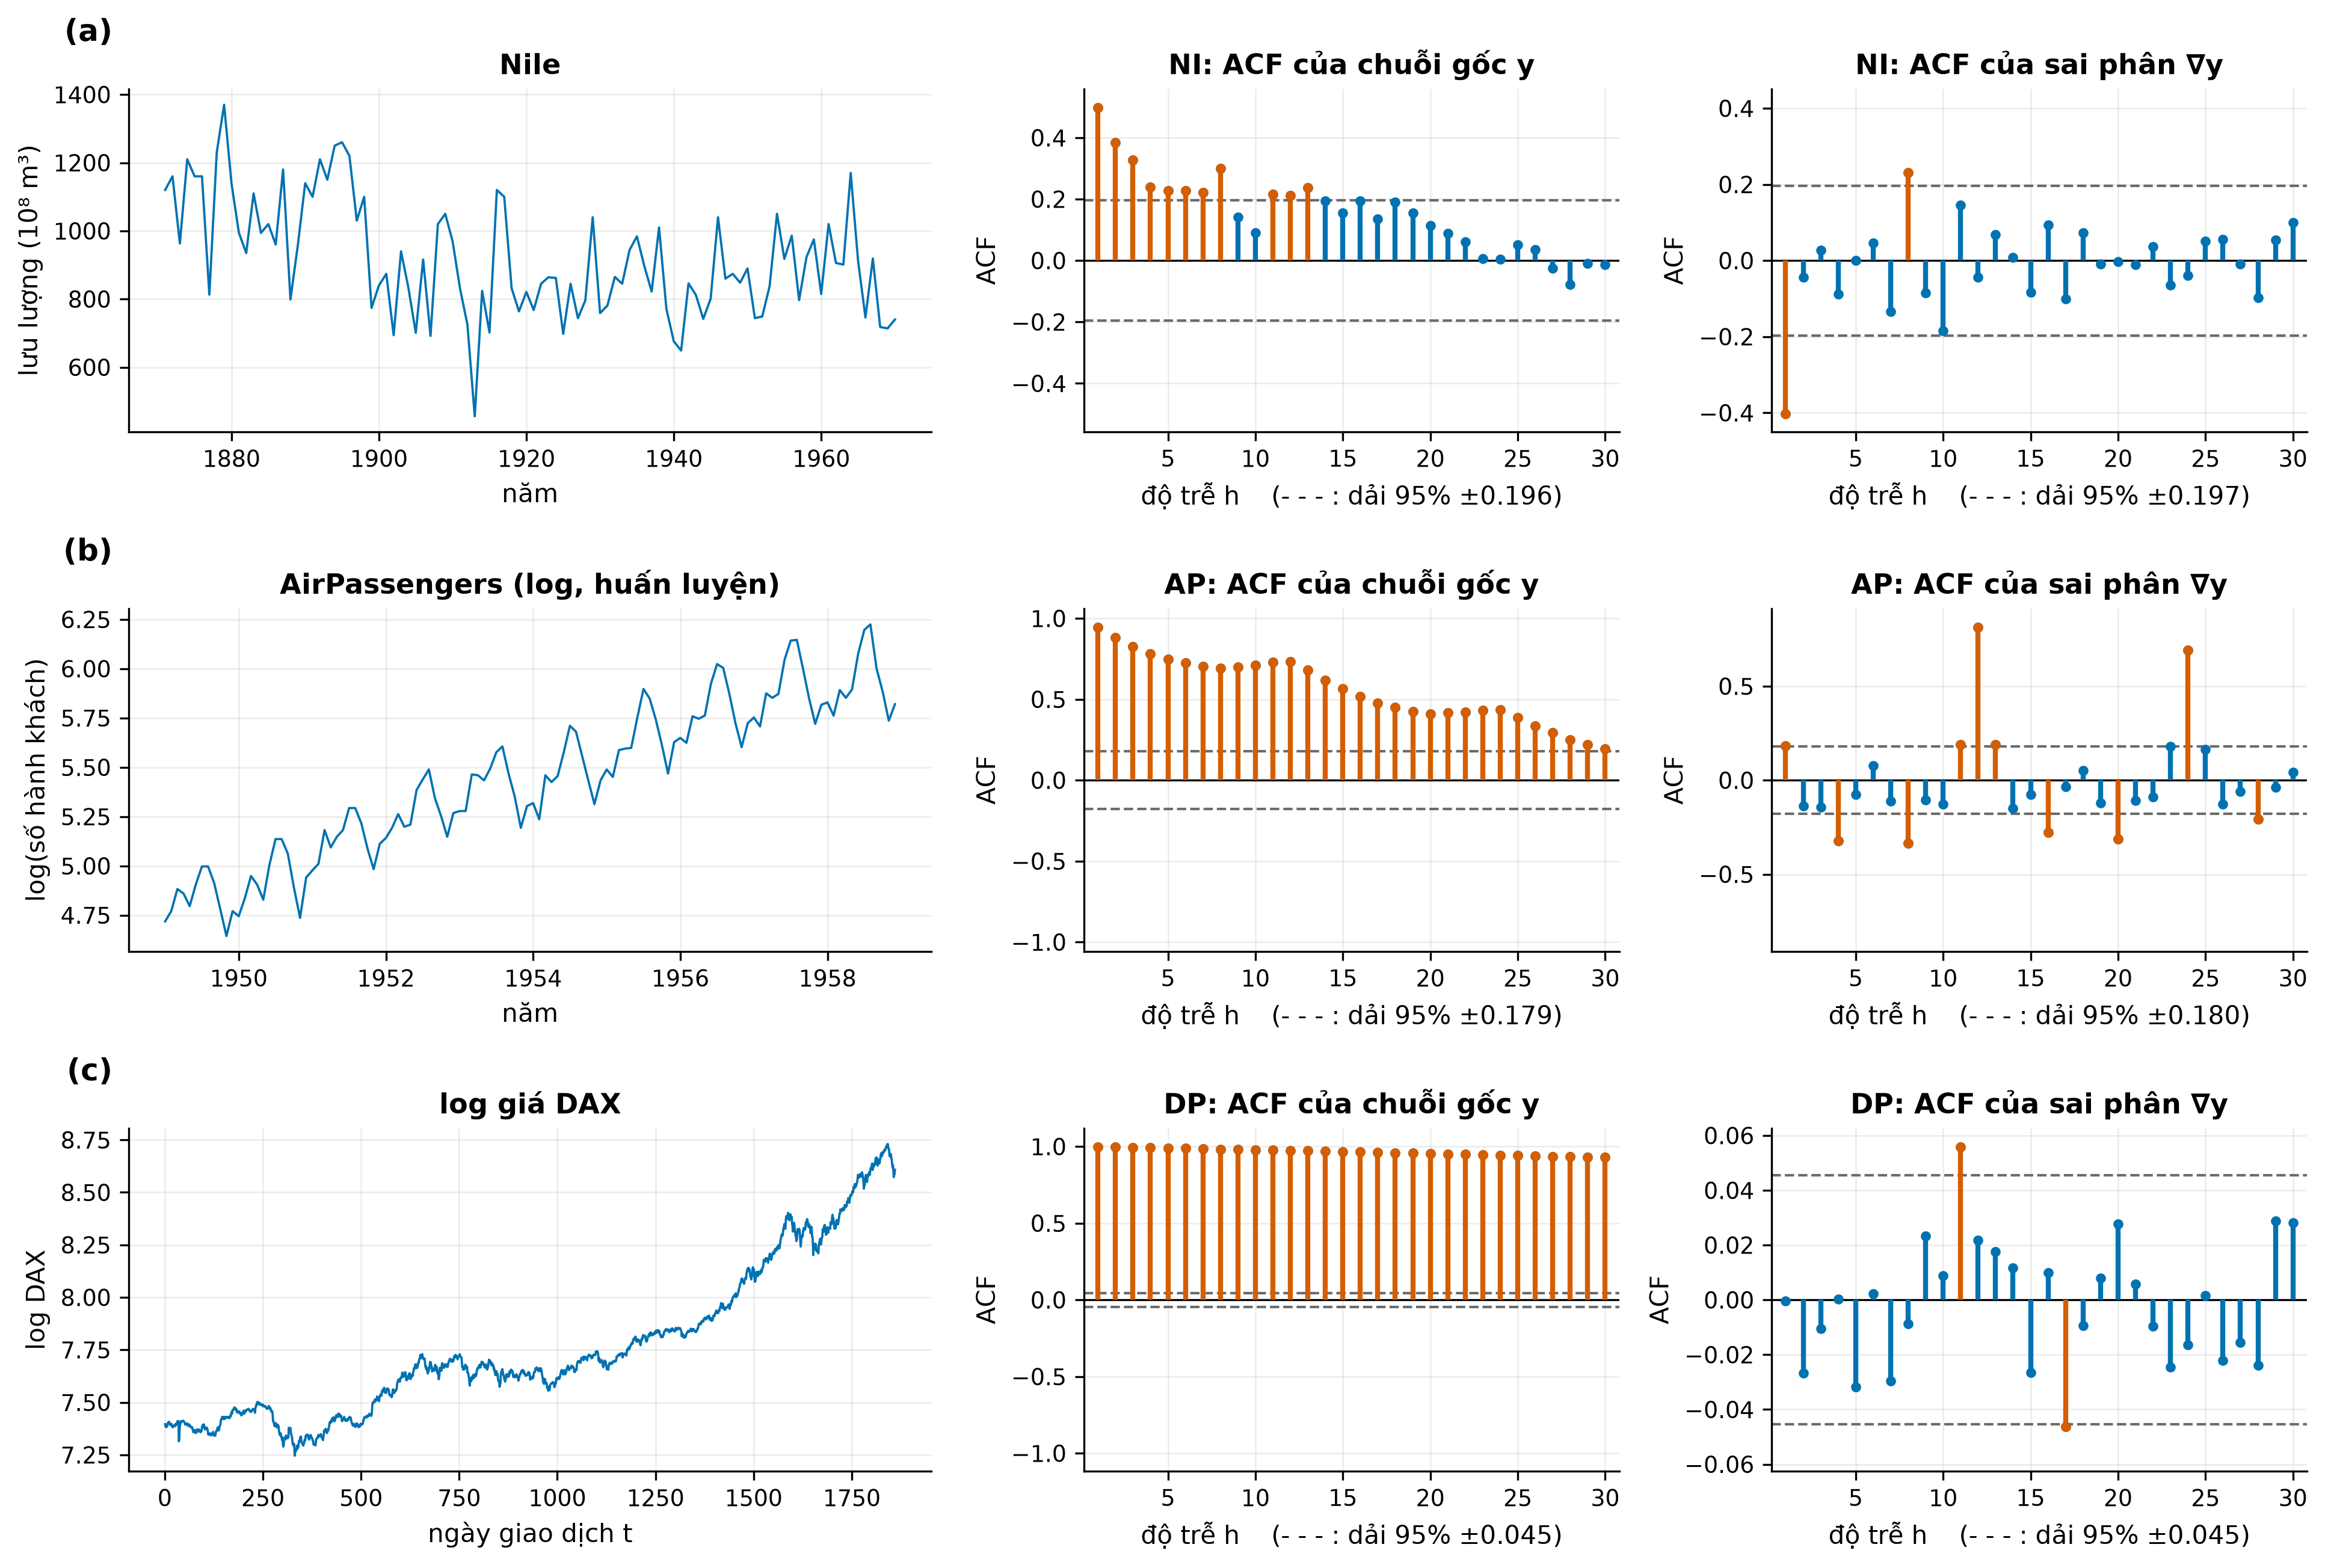 (a)
Nile
lưu lượng (10⁸ m³)
1400
1200
1000
800
600
1880 1900 1920 1940 1960
năm
NI: ACF của chuỗi gốc y
ACF
0.4
0.2
0.0
−0.2
−0.4
5 10 15 20 25 30
độ trễ h (- - - : dải 95% ±0.196)
NI: ACF của sai phân ∇y
ACF
0.4
0.2
0.0
−0.2
−0.4
5 10 15 20 25 30
độ trễ h (- - - : dải 95% ±0.197)
(b)
AirPassengers (log, huấn luyện)
log(số hành khách)
6.25
6.00
5.75
5.50
5.25
5.00
4.75
1950 1952 1954 1956 1958
năm
AP: ACF của chuỗi gốc y
ACF
1.0
0.5
0.0
−0.5
−1.0
5 10 15 20 25 30
độ trễ h (- - - : dải 95% ±0.179)
AP: ACF của sai phân ∇y
ACF
0.5
0.0
−0.5
5 10 15 20 25 30
độ trễ h (- - - : dải 95% ±0.180)
(c)
log giá DAX
log DAX
8.75
8.50
8.25
8.00
7.75
7.50
7.25
0 250 500 750 1000 1250 1500 1750
ngày giao dịch t
DP: ACF của chuỗi gốc y
ACF
1.0
0.5
0.0
−0.5
−1.0
5 10 15 20 25 30
độ trễ h (- - - : dải 95% ±0.045)
DP: ACF của sai phân ∇y
ACF
0.06
0.04
0.02
0.00
−0.02
−0.04
−0.06
5 10 15 20 25 30
độ trễ h (- - - : dải 95% ±0.045)